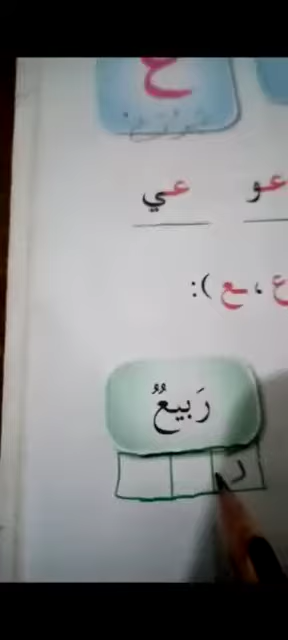 ع
عو عي
ع ، ـع ):
رَبيعٌ
ر